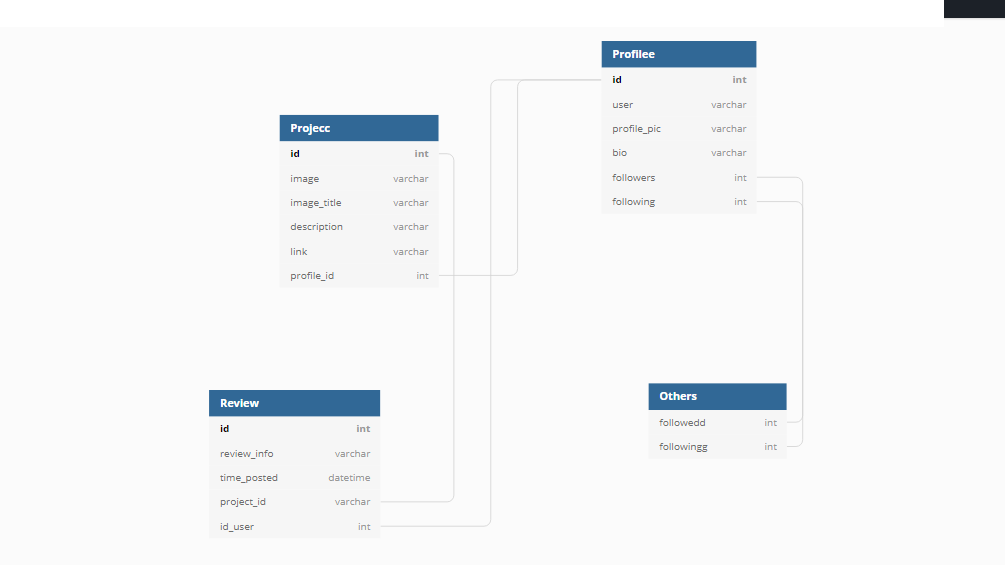 Profilee
id int
user varchar
profile_pic varchar
bio varchar
followers int
following int
Projecc
id int
image varchar
image_title varchar
description varchar
link varchar
profile_id int
Review
id int
review_info varchar
time_posted datetime
project_id varchar
id_user int
Others
followedd int
followingg int